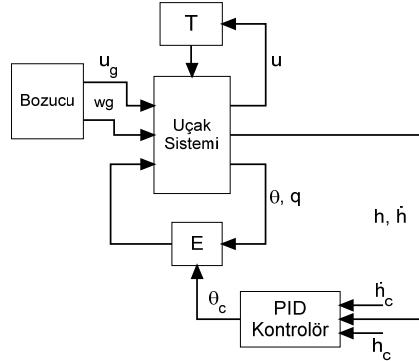 T
u_g
u
Bozucu
wg
Uçak
Sistemi
θ, q
h, ḣ
E
θ_c
ḣ_c
PID
Kontrolör
h_c